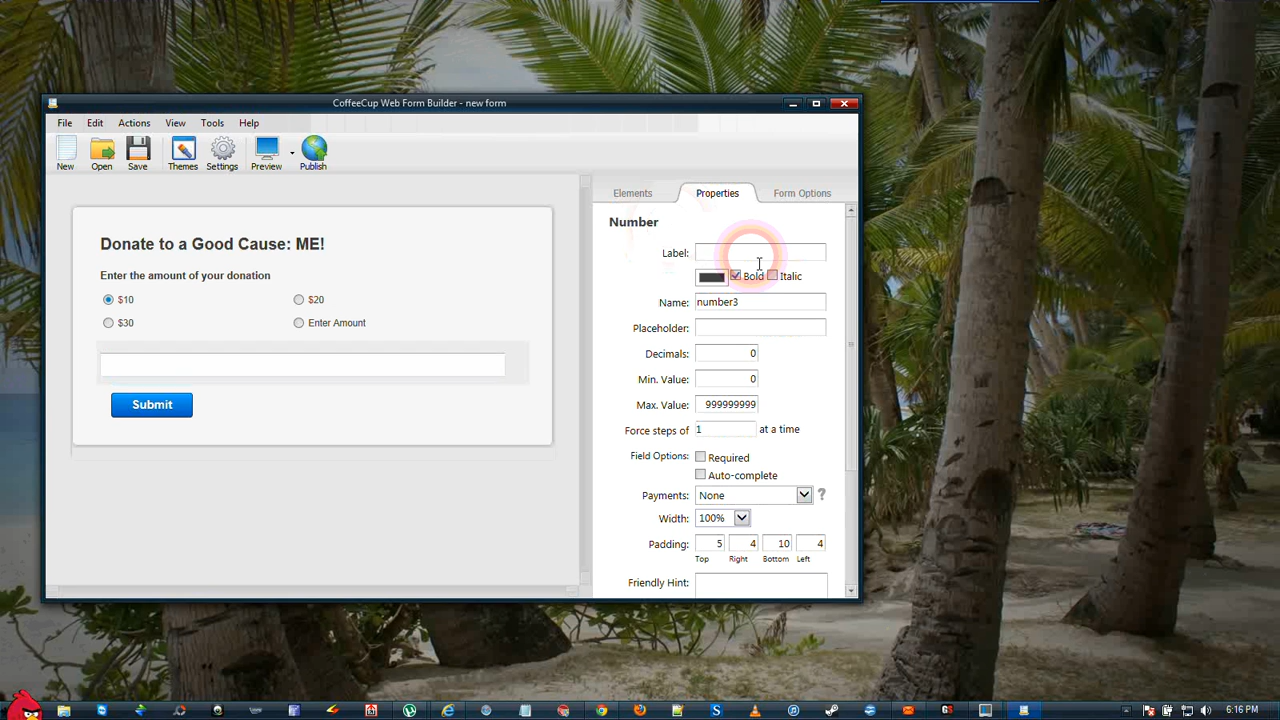 CoffeeCup Web Form Builder - new form
File Edit Actions View Tools Help
New Open Save Themes Settings Preview Publish
Elements Properties Form Options
Donate to a Good Cause: ME!
Enter the amount of your donation
$10 $20
$30 Enter Amount
Submit
Number
Label:
Bold Italic
Name: number3
Placeholder:
Decimals: 0
Min. Value: 0
Max. Value: 999999999
Force steps of 1 at a time
Field Options: Required
Auto-complete
Payments: None ?
Width: 100%
Padding: 5 4 10 4
Top Right Bottom Left
Friendly Hint:
6:16 PM